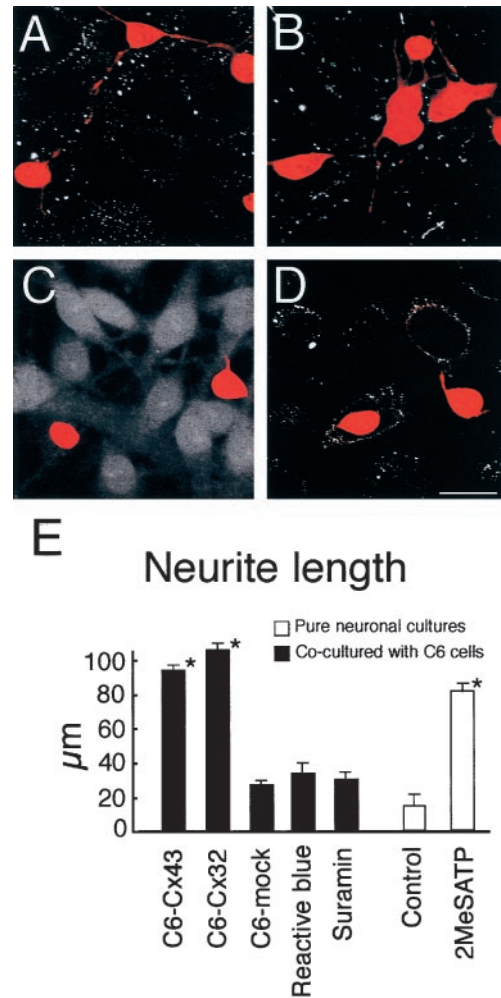 A
B
C
D
E
Neurite length
Pure neuronal cultures
Co-cultured with C6 cells
µm
100
80
60
40
20
0
*
*
*
C6-Cx43
C6-Cx32
C6-mock
Reactive blue
Suramin
Control
2MeSATP